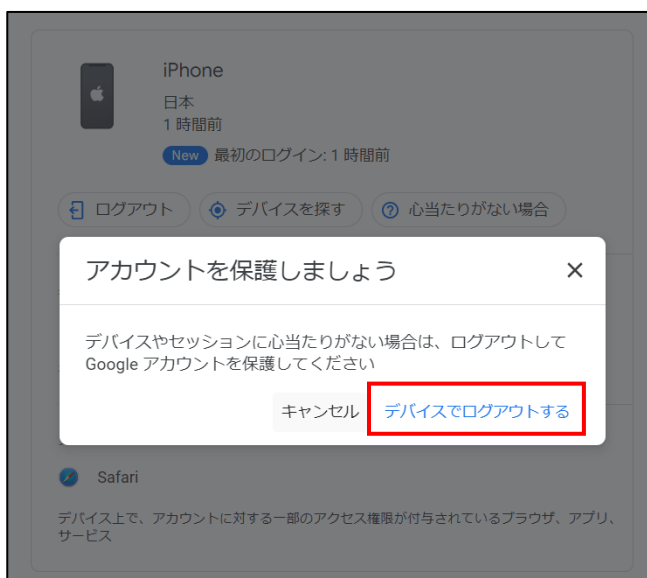 iPhone
日本
1 時間前
New 最初のログイン: 1 時間前
ログアウト デバイスを探す 心当たりがない場合
アカウントを保護しましょう
デバイスやセッションに心当たりがない場合は、ログアウトして
Google アカウントを保護してください
キャンセル デバイスでログアウトする
Safari
デバイス上で、アカウントに対する一部のアクセス権限が付与されているブラウザ、アプリ、
サービス